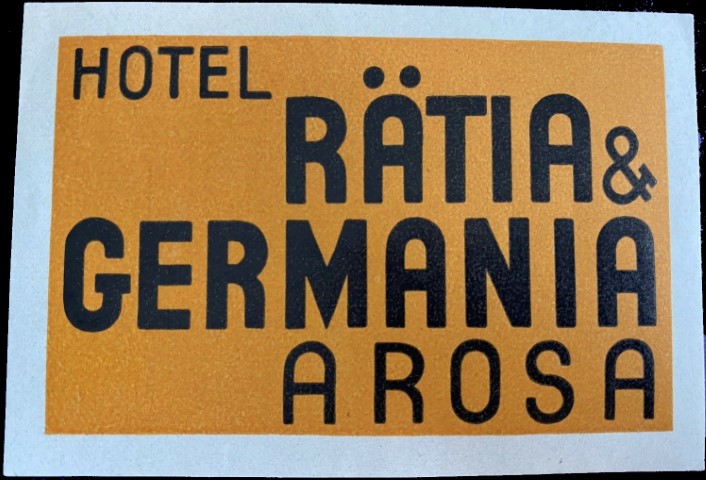 HOTEL
RÄTIA &
GERMANIA
AROSA